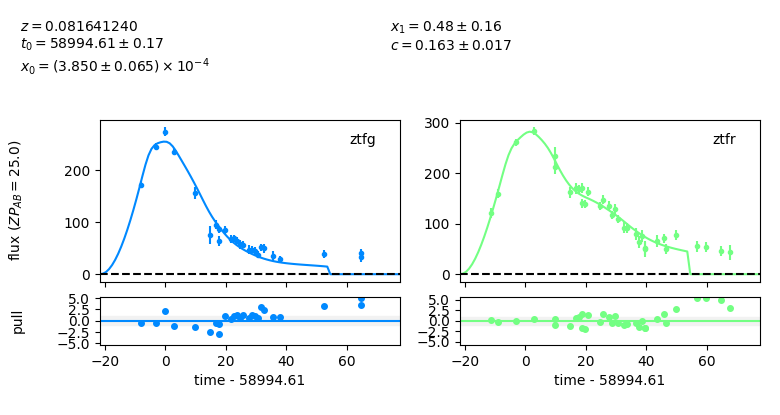 z = 0.081641240
t₀ = 58994.61 ± 0.17
x₀ = (3.850 ± 0.065) × 10⁻⁴
x₁ = 0.48 ± 0.16
c = 0.163 ± 0.017
flux (ZP_AB = 25.0)
ztfg
200
100
0
ztfr
300
200
100
0
pull
5.0
2.5
0.0
−2.5
−5.0
−20 0 20 40 60
time - 58994.61
5.0
2.5
0.0
−2.5
−5.0
−20 0 20 40 60
time - 58994.61